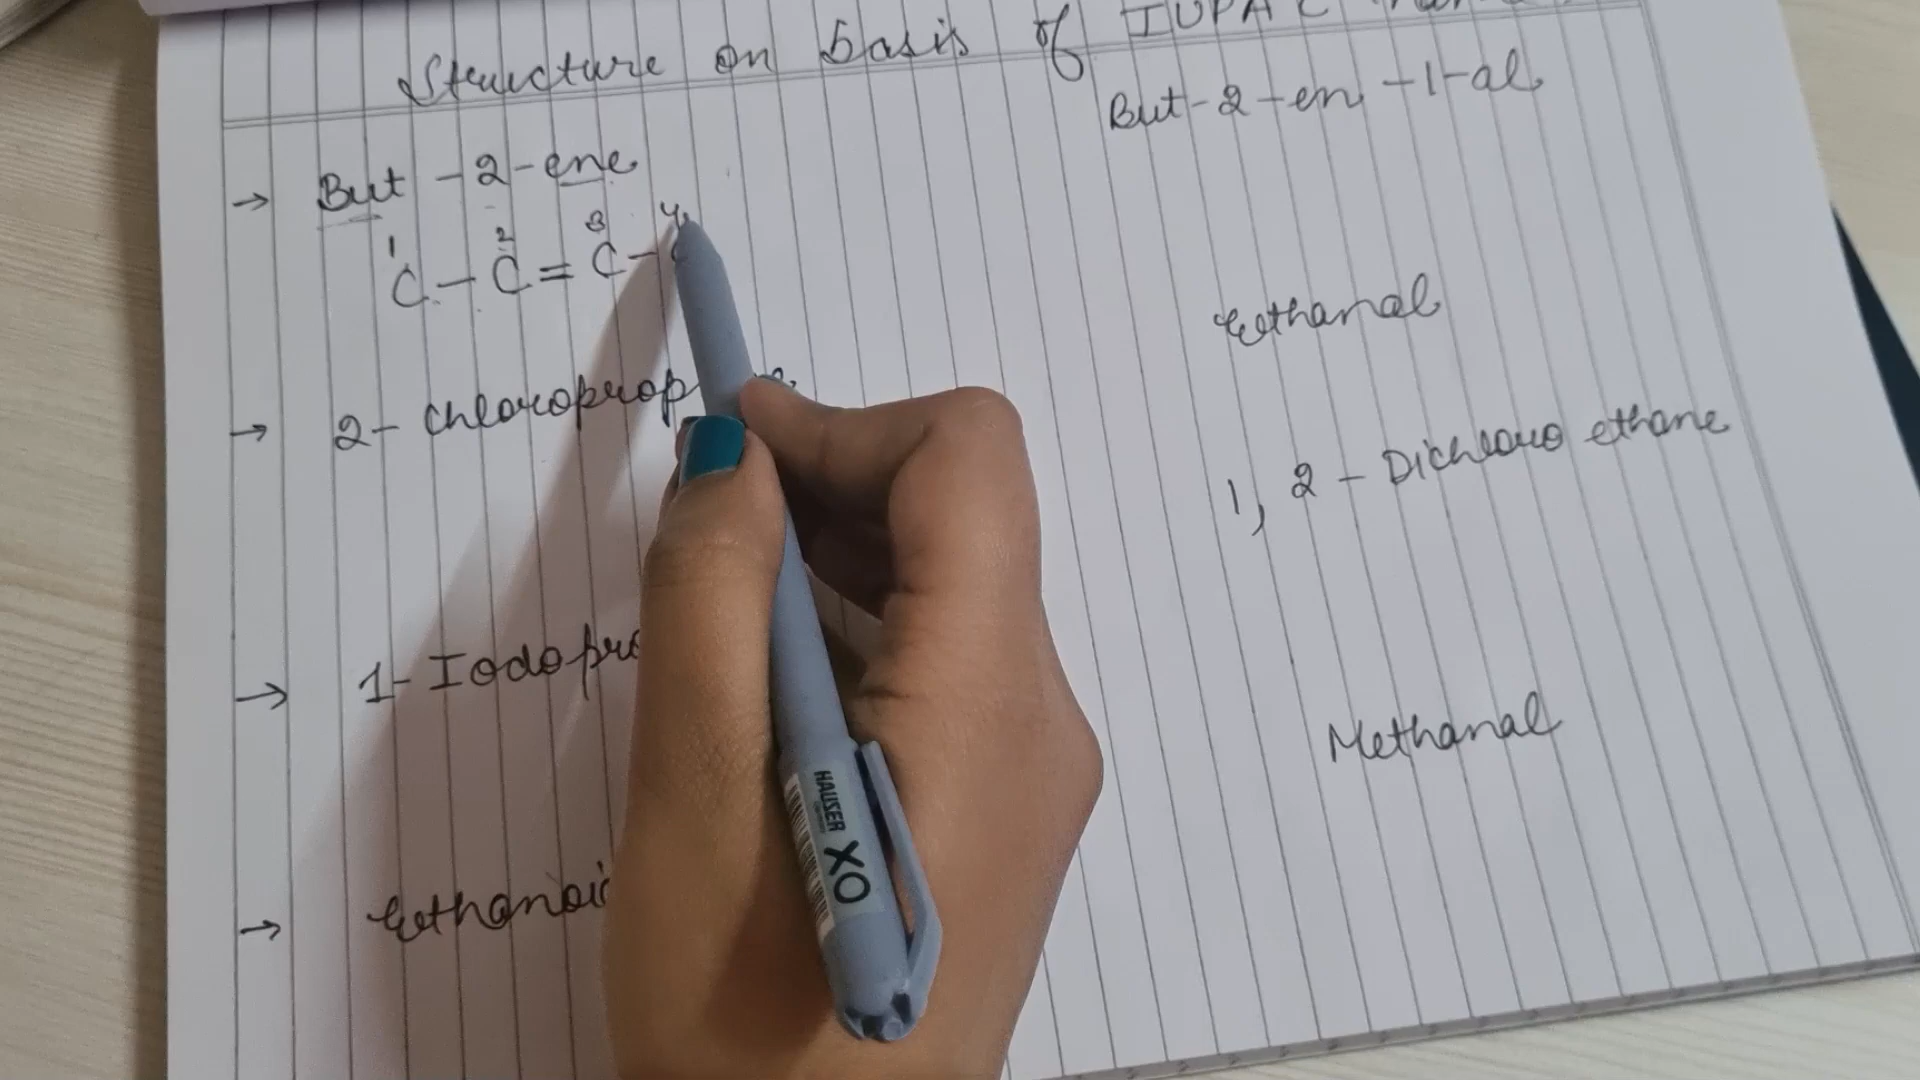 Structure on basis of IUPAC
But-2-en-1-al
→ But-2-ene
1 2 3 4
C - C = C -
Ethanal
→ 2-Chloroprop
1, 2 - Dichloro ethane
→ 1-Iodopro
Methanal
→ Ethanoic
HAUSER
XO